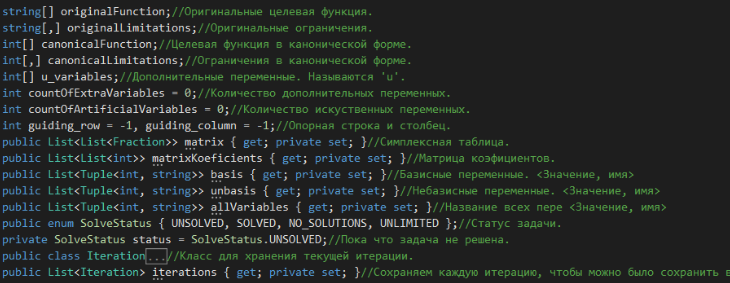 string[] originalFunction;//Оригинальные целевая функция.
string[,] originalLimitations;//Оригинальные ограничения.
int[] canonicalFunction;//Целевая функция в канонической форме.
int[,] canonicalLimitations;//Ограничения в канонической форме.
int[] u_variables;//Дополнительные переменные. Называются 'u'.
int countOfExtraVariables = 0;//Количество дополнительных переменных.
int countOfArtificialVariables = 0;//Количество искуственных переменных.
int guiding_row = -1, guiding_column = -1;//Опорная строка и столбец.
public List<List<Fraction>> matrix { get; private set; }//Симплексная таблица.
public List<List<int>> matrixKoeficients { get; private set; }//Матрица коэфициентов.
public List<Tuple<int, string>> basis { get; private set; }//Базисные переменные. <Значение, имя>
public List<Tuple<int, string>> unbasis { get; private set; }//Небазисные переменные. <Значение, имя>
public List<Tuple<int, string>> allVariables { get; private set; }//Название всех пере <Значение, имя>
public enum SolveStatus { UNSOLVED, SOLVED, NO_SOLUTIONS, UNLIMITED };//Статус задачи.
private SolveStatus status = SolveStatus.UNSOLVED;//Пока что задача не решена.
public class Iteration...//Класс для хранения текущей итерации.
public List<Iteration> iterations { get; private set; }//Сохраняем каждую итерацию, чтобы можно было сохранить в